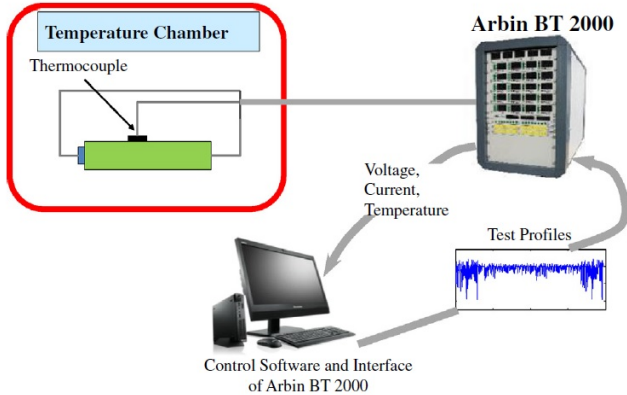 Temperature Chamber
Thermocouple
Arbin BT 2000
Voltage,
Current,
Temperature
Test Profiles
Control Software and Interface
of Arbin BT 2000